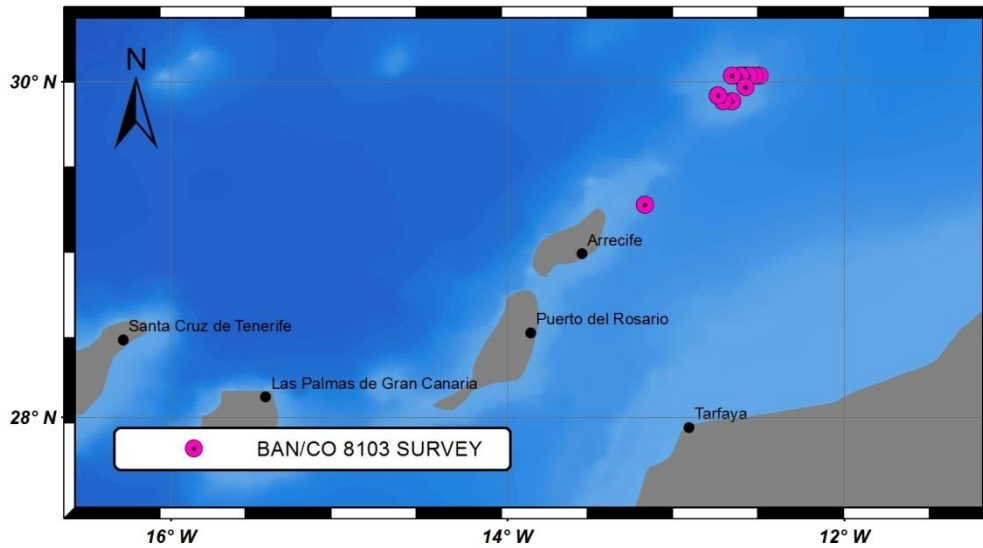 N
30° N
Arrecife
Puerto del Rosario
Santa Cruz de Tenerife
Las Palmas de Gran Canaria
Tarfaya
28° N
BAN/CO 8103 SURVEY
16° W
14° W
12° W